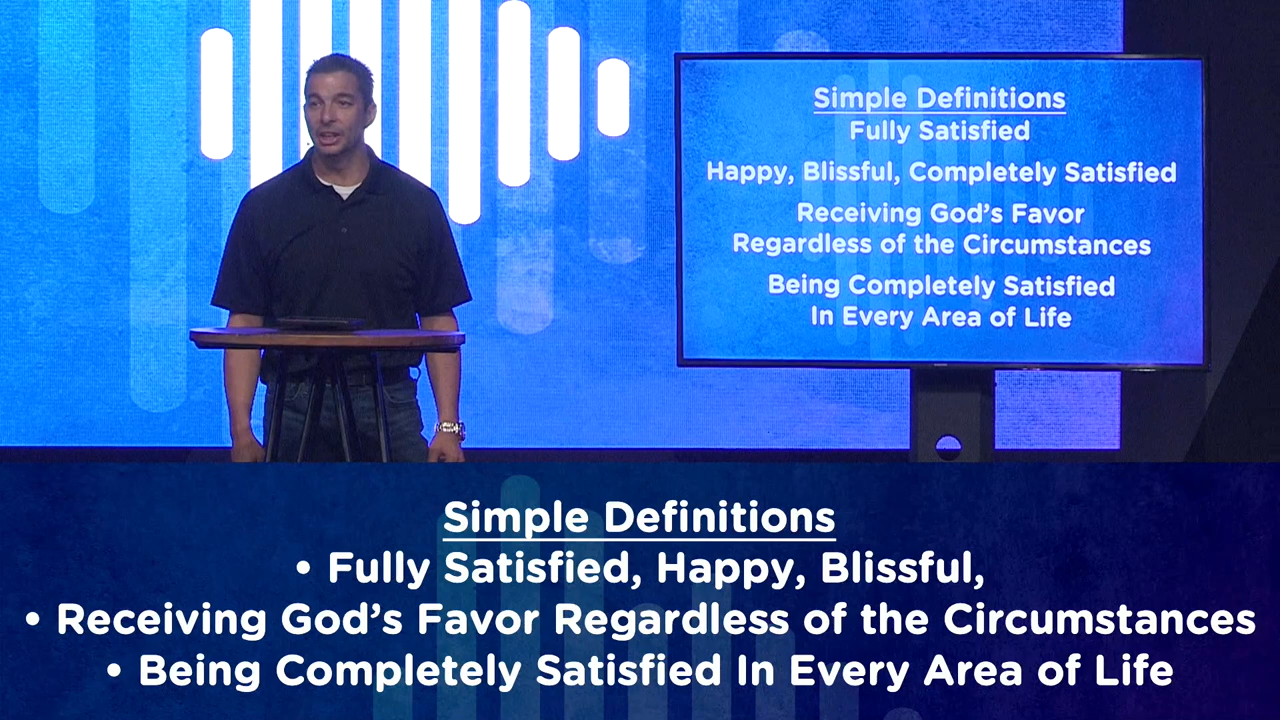 Simple Definitions
Fully Satisfied
Happy, Blissful, Completely Satisfied
Receiving God's Favor
Regardless of the Circumstances
Being Completely Satisfied
In Every Area of Life
Simple Definitions
• Fully Satisfied, Happy, Blissful,
• Receiving God's Favor Regardless of the Circumstances
• Being Completely Satisfied In Every Area of Life